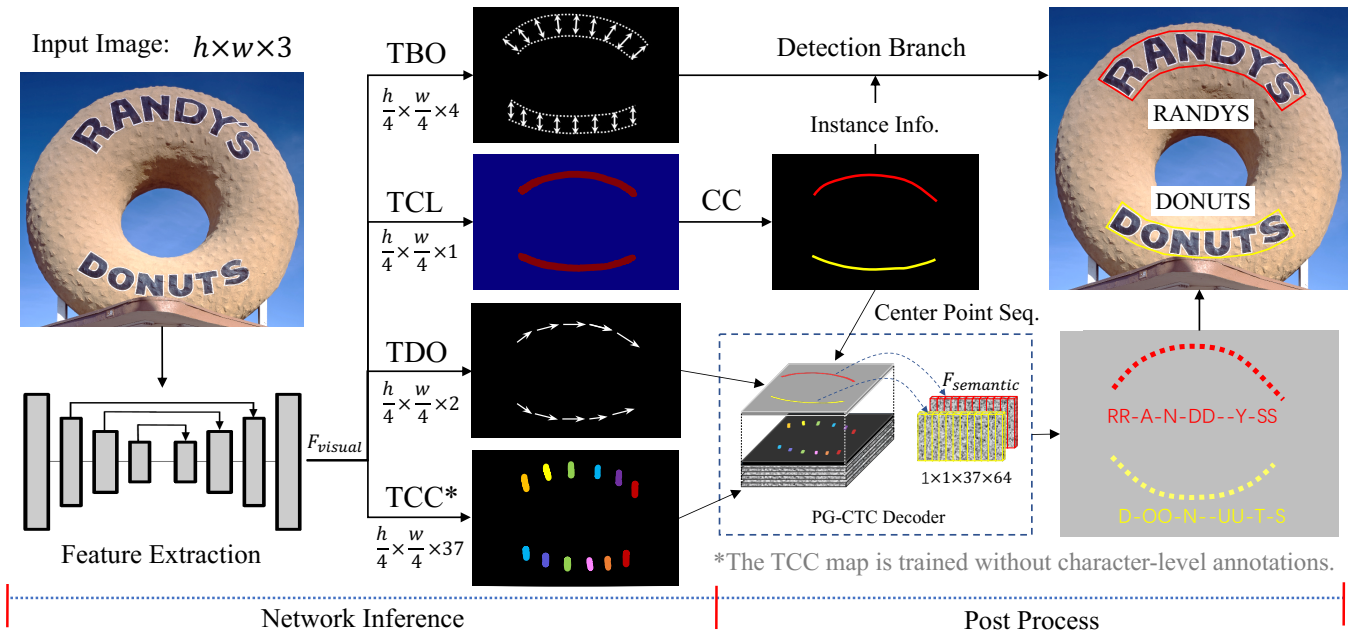 Input Image: h×w×3
RANDY'S
DONUTS
Feature Extraction
F_visual
TBO
h/4 × w/4 × 4
TCL
h/4 × w/4 × 1
TDO
h/4 × w/4 × 2
TCC*
h/4 × w/4 × 37
CC
Detection Branch
Instance Info.
Center Point Seq.
F_semantic
1×1×37×64
PG-CTC Decoder
RANDY'S
RANDYS
DONUTS
DONUTS
RR-A-N-DD--Y-SS
D-OO-N--UU-T-S
*The TCC map is trained without character-level annotations.
Network Inference
Post Process